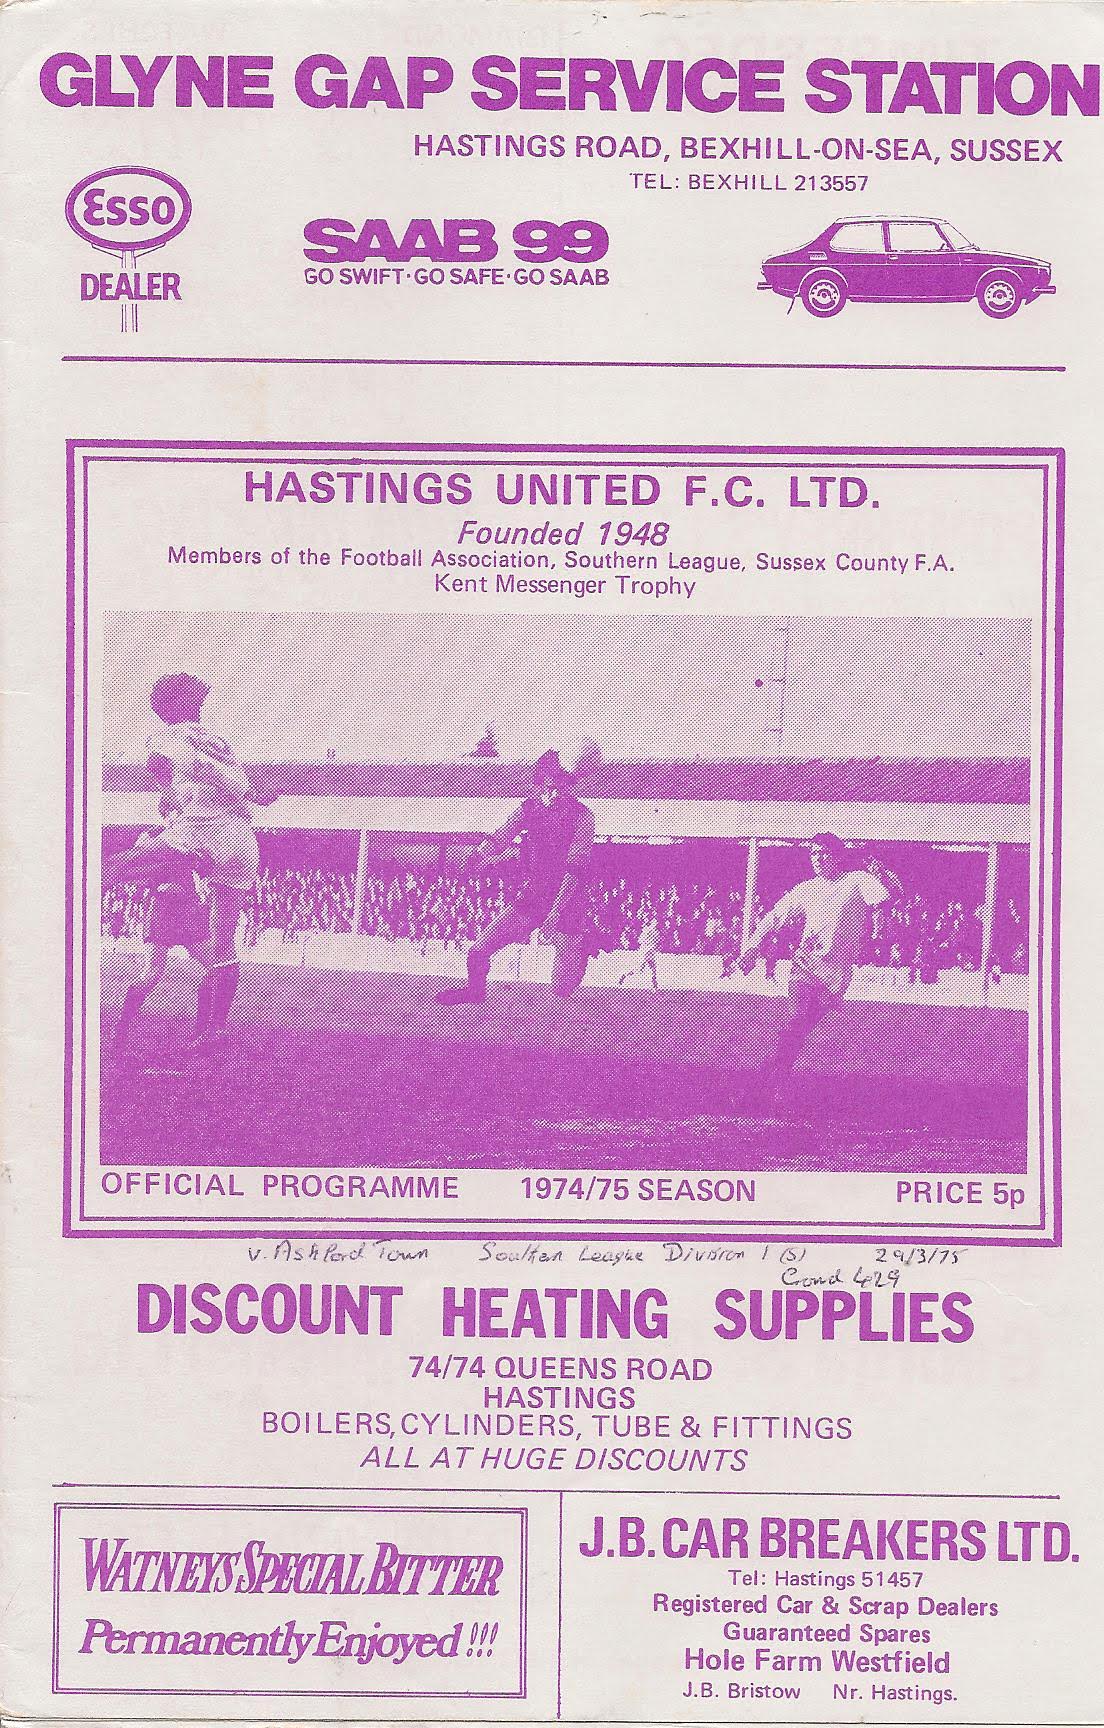 GLYNE GAP SERVICE STATION
HASTINGS ROAD, BEXHILL-ON-SEA, SUSSEX
TEL: BEXHILL 213557
Esso
DEALER
SAAB 99
GO SWIFT·GO SAFE·GO SAAB
HASTINGS UNITED F.C. LTD.
Founded 1948
Members of the Football Association, Southern League, Sussex County F.A.
Kent Messenger Trophy
OFFICIAL PROGRAMME 1974/75 SEASON PRICE 5p
v. Ashford Town Southern League Division 1 (S) 29/3/75
Crowd 429
DISCOUNT HEATING SUPPLIES
74/74 QUEENS ROAD
HASTINGS
BOILERS, CYLINDERS, TUBE & FITTINGS
ALL AT HUGE DISCOUNTS
WATNEYS SPECIAL BITTER
Permanently Enjoyed !!!
J.B. CAR BREAKERS LTD.
Tel: Hastings 51457
Registered Car & Scrap Dealers
Guaranteed Spares
Hole Farm Westfield
J.B. Bristow Nr. Hastings.